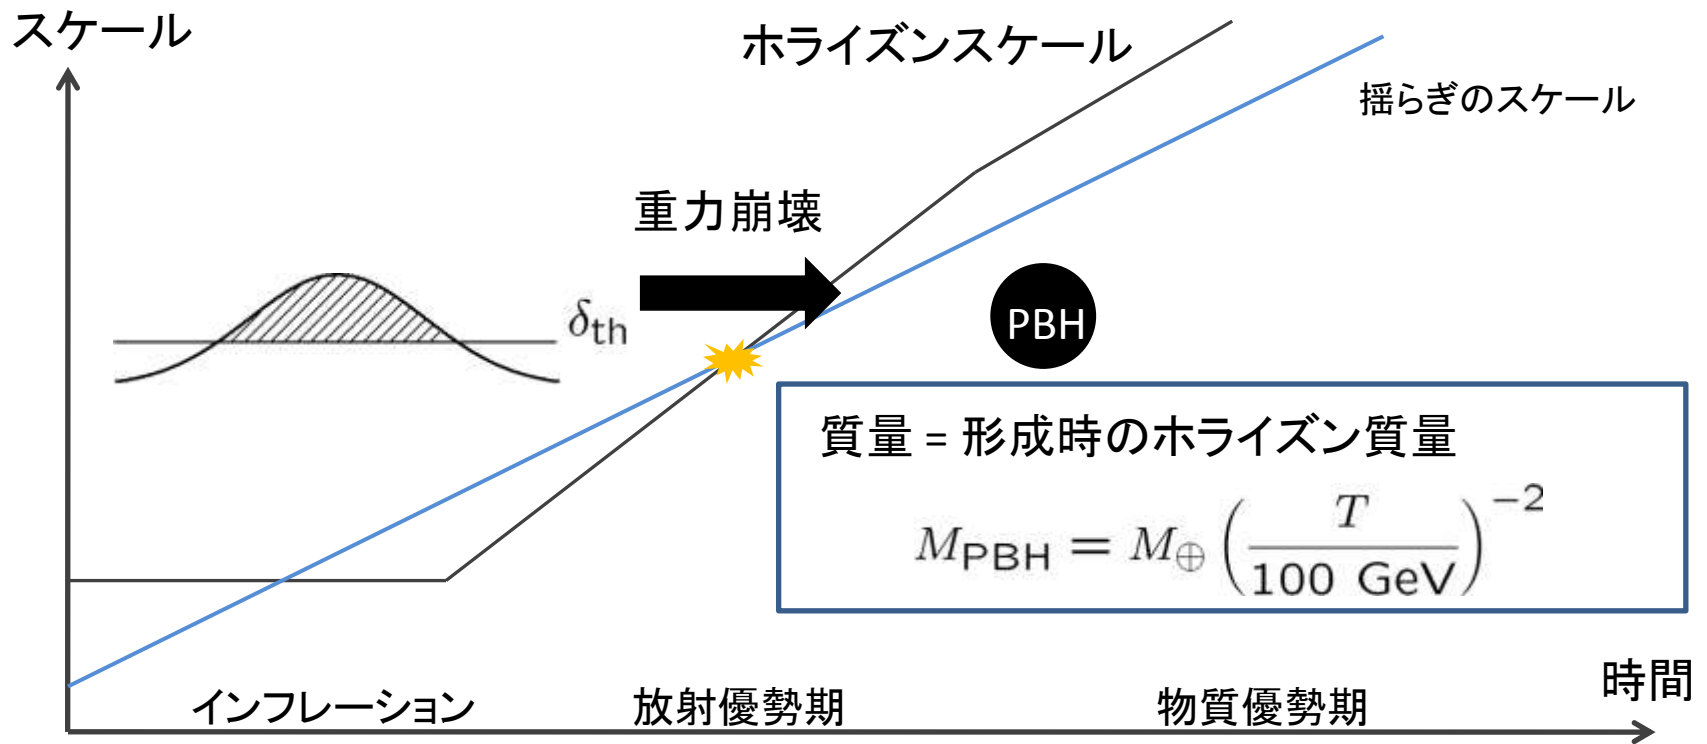 スケール
ホライズンスケール
揺らぎのスケール
重力崩壊
δth
PBH
質量 = 形成時のホライズン質量
M_PBH = M_⊕ (T / 100 GeV)^−2
時間
インフレーション
放射優勢期
物質優勢期